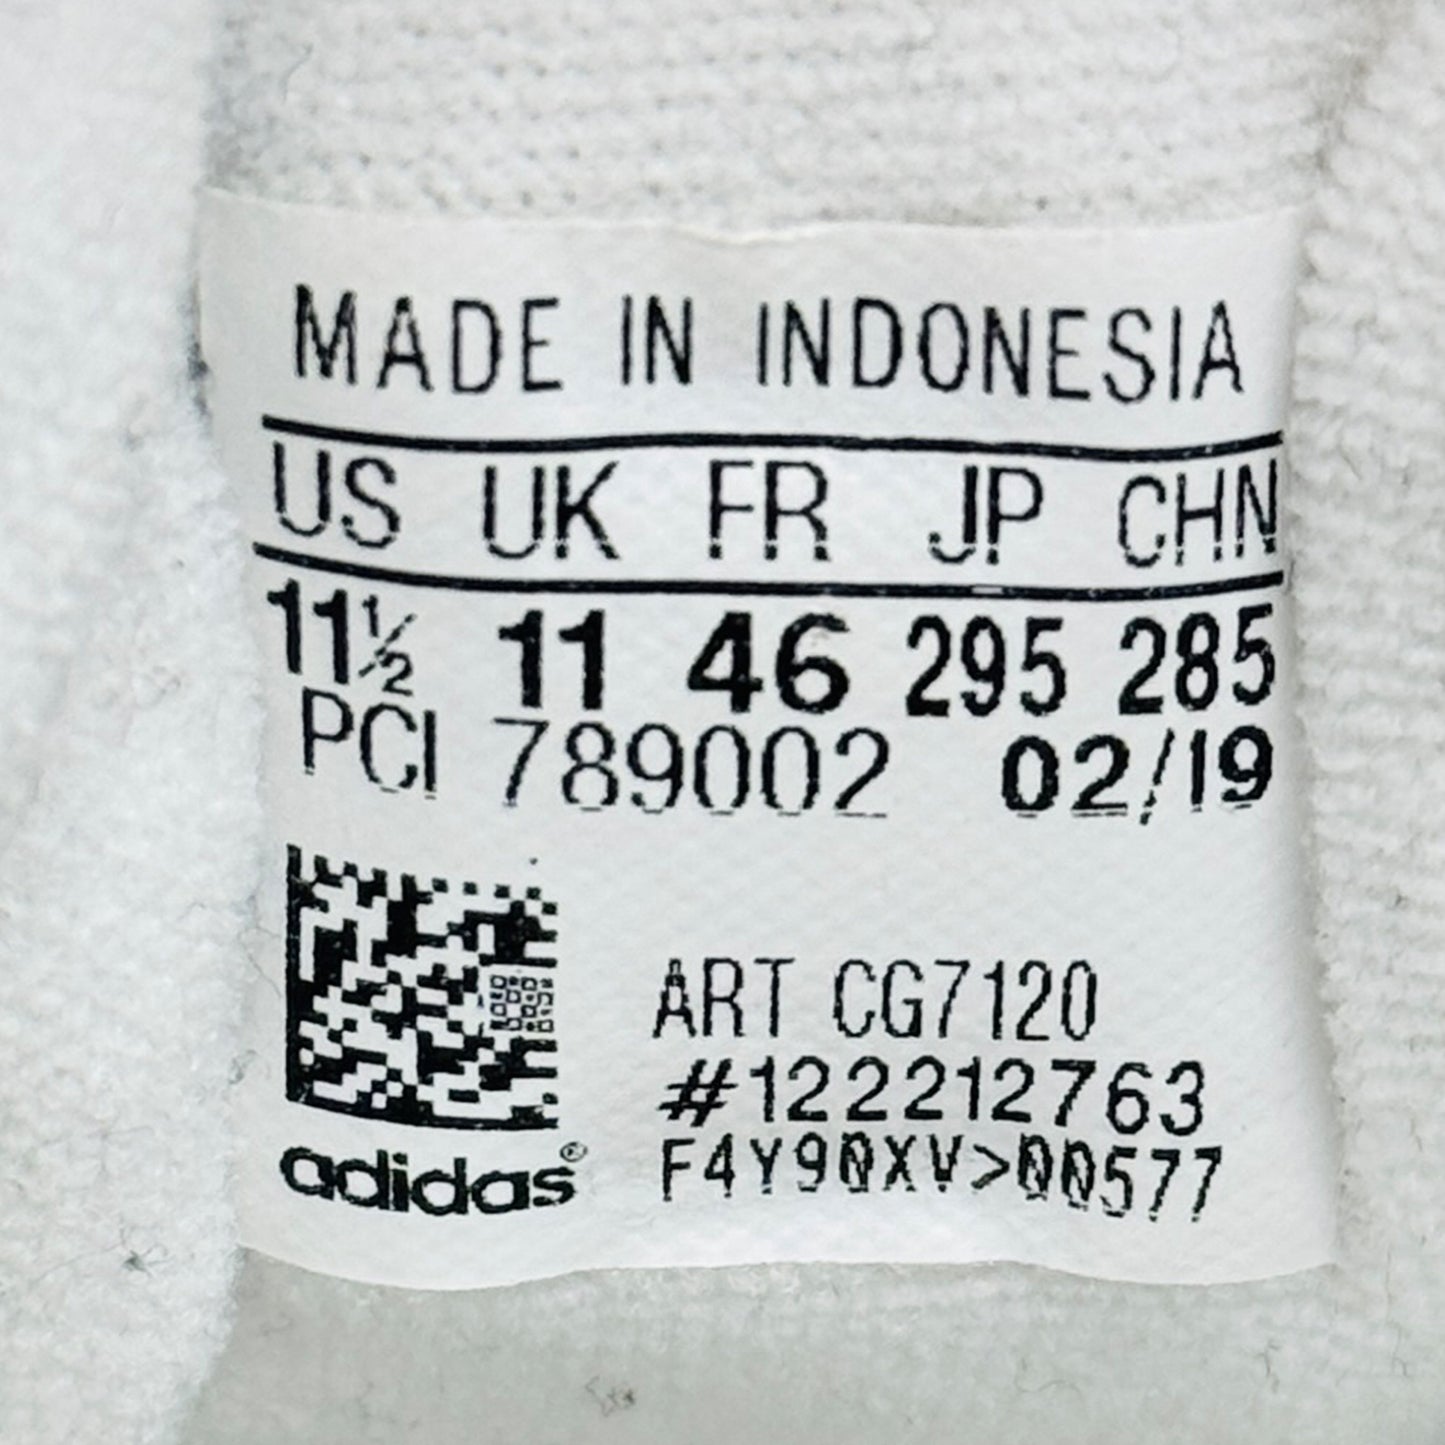 MADE IN INDONESIA
US UK FR JP CHN
11½ 11 46 295 285
PCI 789002 02/19
ART CG7120
#122212763
adidas® F4Y90XV>00577